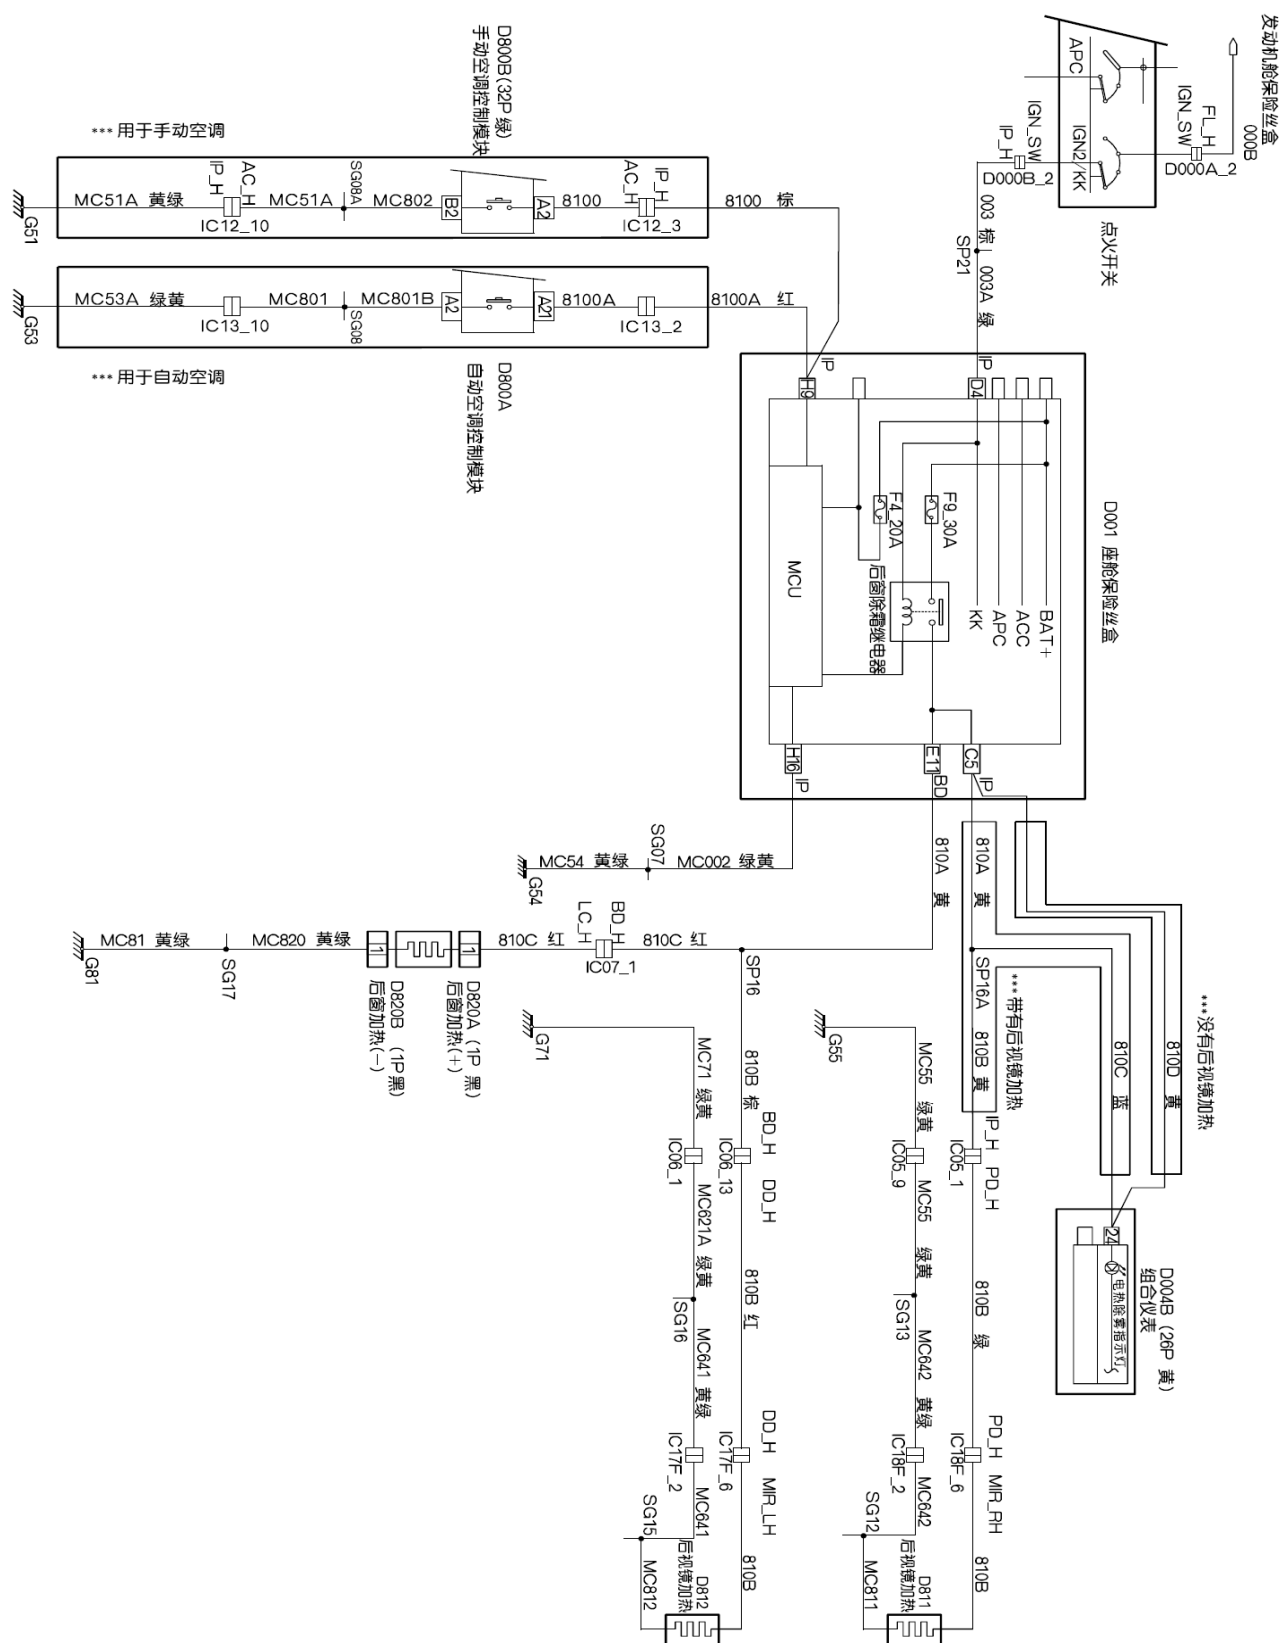 发动机舱保险丝盒
000B
FL_H
IGN_SW
D000A_2
APC
IGN2/KK
IGN_SW
IP_H
D000B_2
点火开关
003 棕
SP21
003A 绿
D800B(32P 绿)
手动空调控制模块
*** 用于手动空调
MC51A 黄绿
AC_H
IP_H
IC12_10
MC51A
SG08A
MC802
B2
A2
8100
IP_H
AC_H
IC12_3
8100 棕
G51
MC53A 绿黄
IC13_10
MC801
SG08
MC801B
A2
A21
8100A
IC13_2
8100A 红
G53
*** 用于自动空调
D800A
自动空调控制模块
IP
H9
IP
D4
D001 座舱保险丝盒
F9_30A
F4_20A
后窗除霜继电器
MCU
BAT+
ACC
APC
KK
H16
IP
E11
BD
C5
IP
SG07
MC54 黄绿
MC002 绿黄
G54
810A 黄
810A 黄
BD_H
LC_H
MC81 黄绿
MC820 黄绿
1
1
810C 红
810C 红
IC07_1
SP16
G81
SG17
D820B (1P 黑)
后窗加热(-)
D820A (1P 黑)
后窗加热(+)
SP16A
810B 黄
*** 带有后视镜加热
810C 蓝
810D 黄
*** 没有后视镜加热
G71
MC71 绿黄
810B 棕
G55
MC55 绿黄
BD_H
DD_H
IC06_1
IC06_13
IC05_9
IP_H
PD_H
IC05_1
MC621A 绿黄
810B 红
MC55 绿黄
810B 绿
24
电热除雾指示灯
D004B (26P 黄)
组合仪表
SG16
MC641 黄绿
SG13
MC642 黄绿
DD_H
MIR_LH
IC17F_2
IC17F_6
PD_H
MIR_RH
IC18F_2
IC18F_6
SG15
MC641
SG12
MC642
MC812
D812
后视镜加热
810B
MC811
D811
后视镜加热
810B